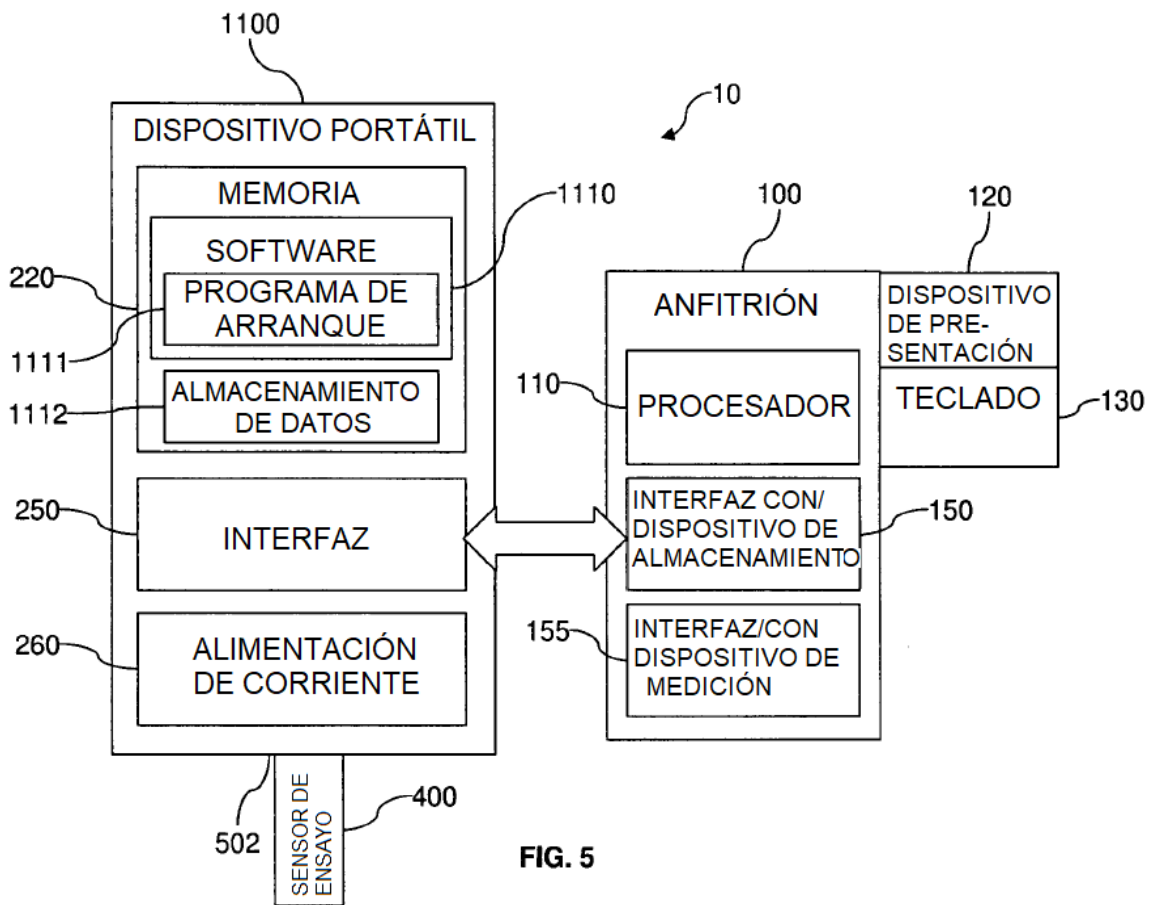 1100
10
DISPOSITIVO PORTÁTIL
MEMORIA
1110
SOFTWARE
220
PROGRAMA DE
ARRANQUE
1111
1112
ALMACENAMIENTO
DE DATOS
250
INTERFAZ
260
ALIMENTACIÓN
DE CORRIENTE
502
SENSOR DE
ENSAYO
400
100
120
ANFITRIÓN
DISPOSITIVO
DE PRE-
SENTACIÓN
110
PROCESADOR
TECLADO
130
INTERFAZ CON/
DISPOSITIVO DE
ALMACENAMIENTO
150
155
INTERFAZ/CON
DISPOSITIVO DE
MEDICIÓN
FIG. 5